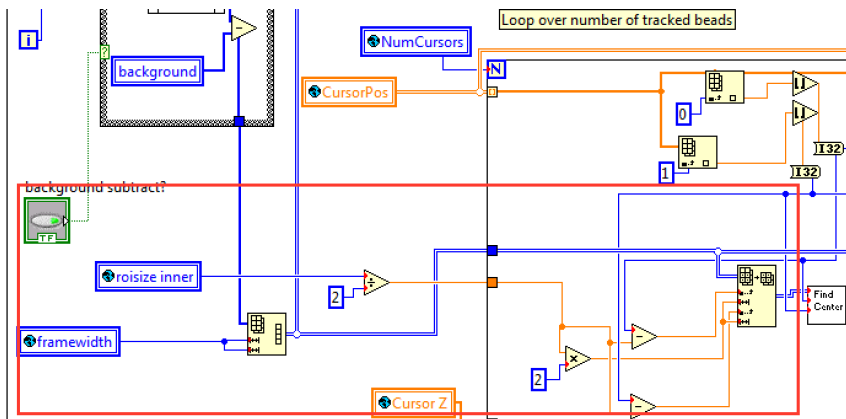 Loop over number of tracked beads
i
?
background
NumCursors
N
CursorPos
0
1
I32
I32
background subtract?
TF
roisize inner
2
framewidth
Find
Center
2
Cursor Z